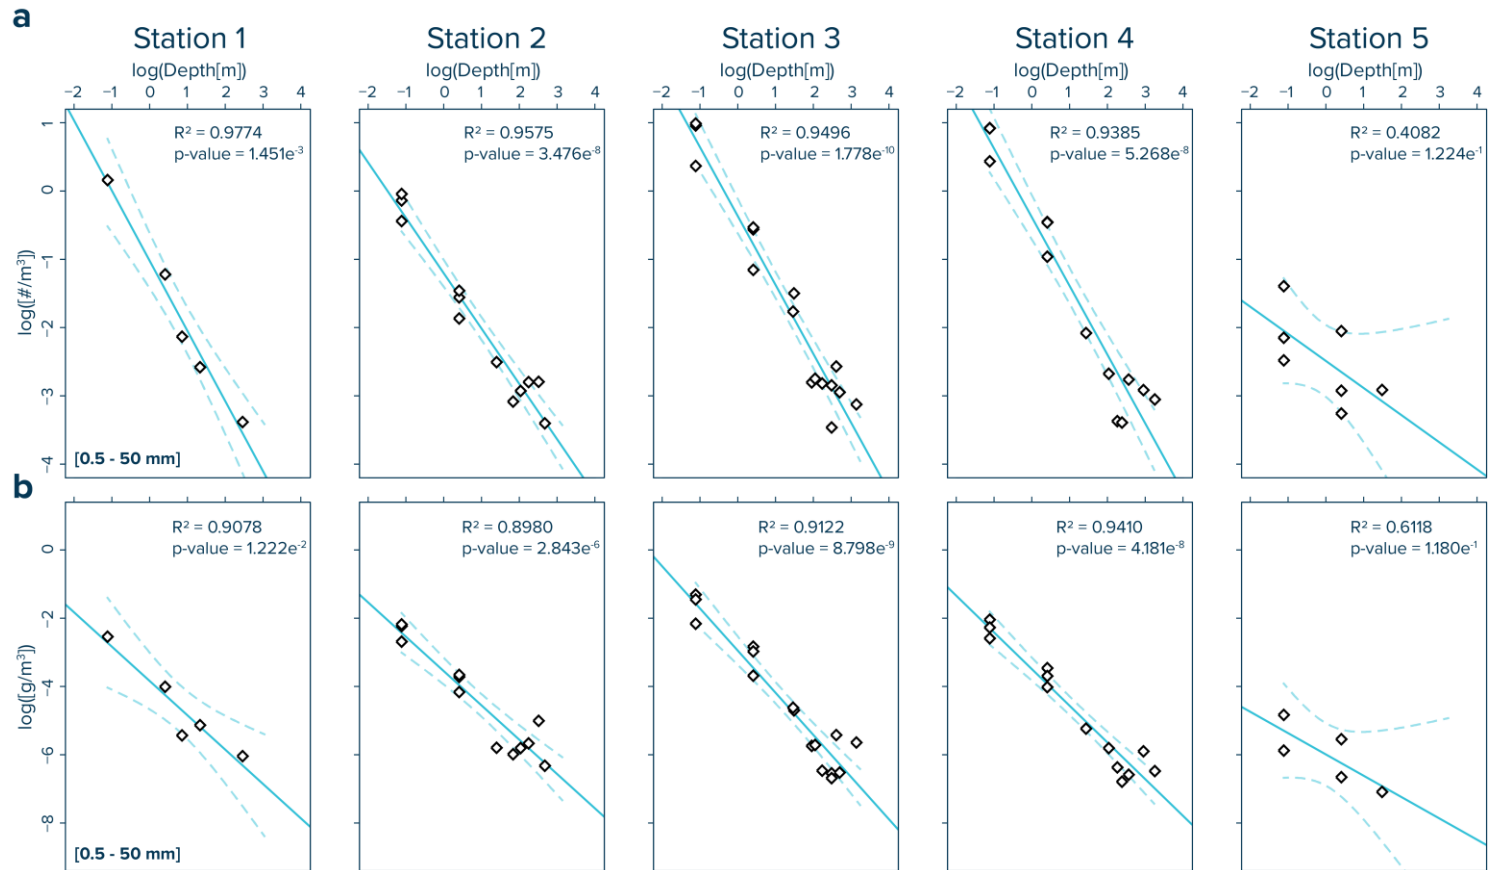 a
Station 1 Station 2 Station 3 Station 4 Station 5
log(Depth[m]) log(Depth[m]) log(Depth[m]) log(Depth[m]) log(Depth[m])
−2 −1 0 1 2 3 4 −2 −1 0 1 2 3 4 −2 −1 0 1 2 3 4 −2 −1 0 1 2 3 4 −2 −1 0 1 2 3 4
1
R² = 0.9774 R² = 0.9575 R² = 0.9496 R² = 0.9385 R² = 0.4082
p-value = 1.451e⁻³ p-value = 3.476e⁻⁸ p-value = 1.778e⁻¹⁰ p-value = 5.268e⁻⁸ p-value = 1.224e⁻¹
0
−1
log([#/m³])
−2
−3
−4
[0.5 - 50 mm]
b
R² = 0.9078 R² = 0.8980 R² = 0.9122 R² = 0.9410 R² = 0.6118
p-value = 1.222e⁻² p-value = 2.843e⁻⁶ p-value = 8.798e⁻⁹ p-value = 4.181e⁻⁸ p-value = 1.180e⁻¹
0
−2
−4
log([g/m³])
−6
−8
[0.5 - 50 mm]